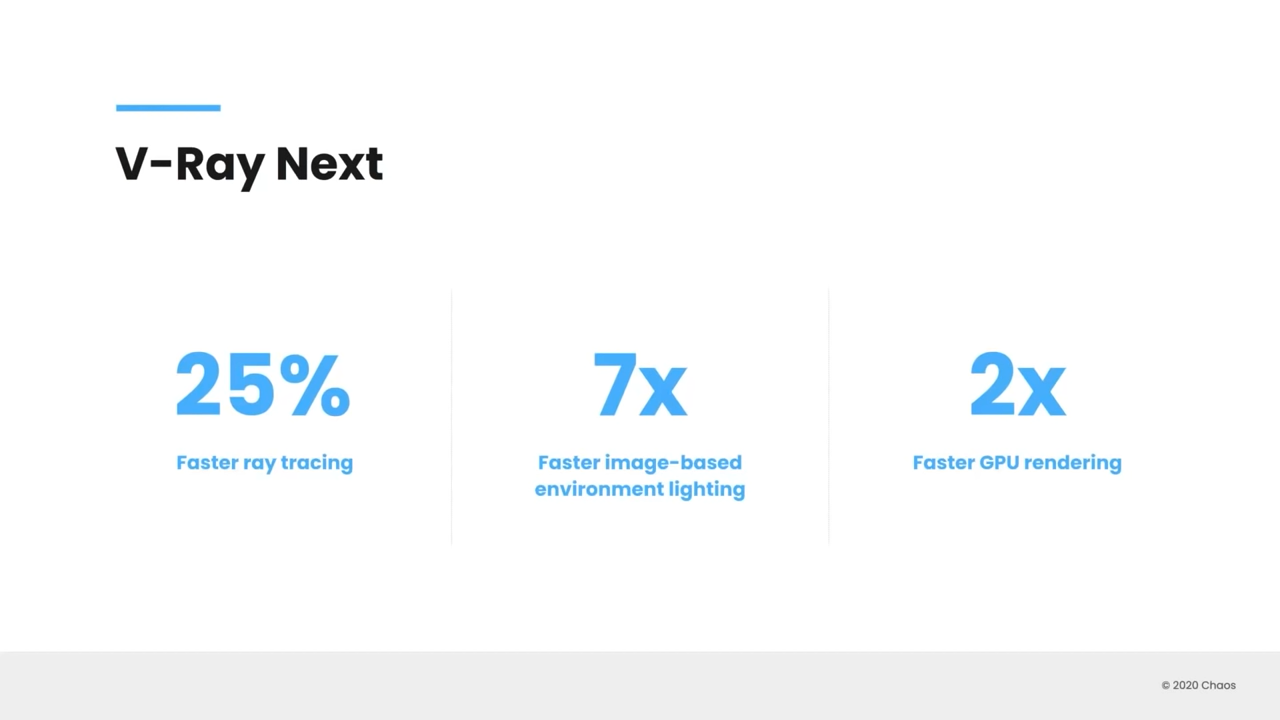 V-Ray Next
25%
Faster ray tracing
7x
Faster image-based
environment lighting
2x
Faster GPU rendering
© 2020 Chaos